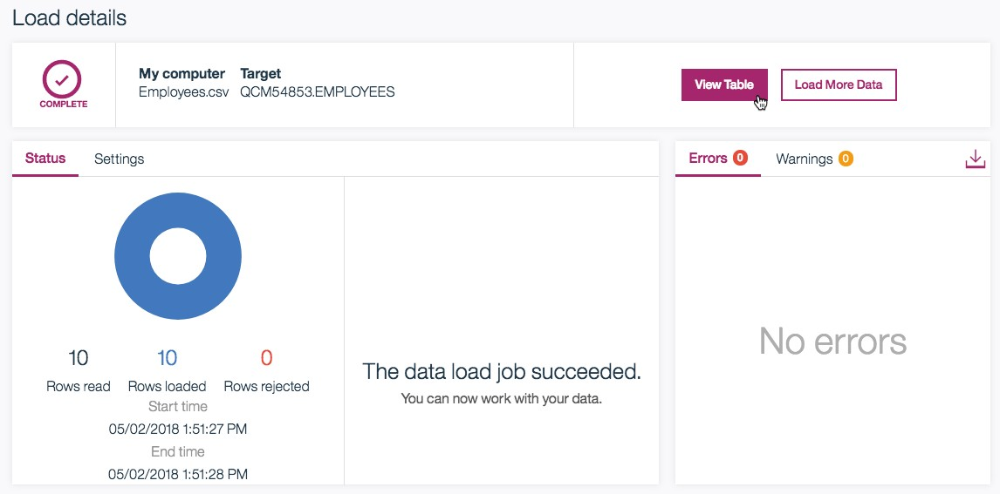 Load details
COMPLETE
My computer Target
Employees.csv QCM54853.EMPLOYEES
View Table
Load More Data
Status Settings
Errors 0 Warnings 0
10 10 0
Rows read Rows loaded Rows rejected
Start time
05/02/2018 1:51:27 PM
End time
05/02/2018 1:51:28 PM
The data load job succeeded.
You can now work with your data.
No errors